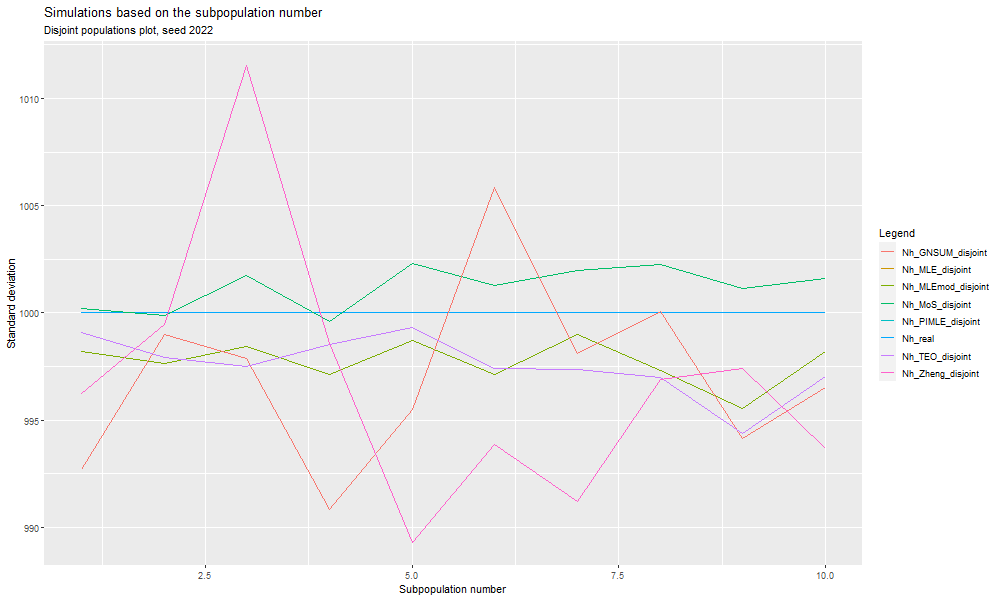 Simulations based on the subpopulation number
Disjoint populations plot, seed 2022
1010
1005
1000
995
990
Standard deviation
2.5
5.0
7.5
10.0
Subpopulation number
Legend
Nh_GNSUM_disjoint
Nh_MLE_disjoint
Nh_MLEmod_disjoint
Nh_MoS_disjoint
Nh_PIMLE_disjoint
Nh_real
Nh_TEO_disjoint
Nh_Zheng_disjoint